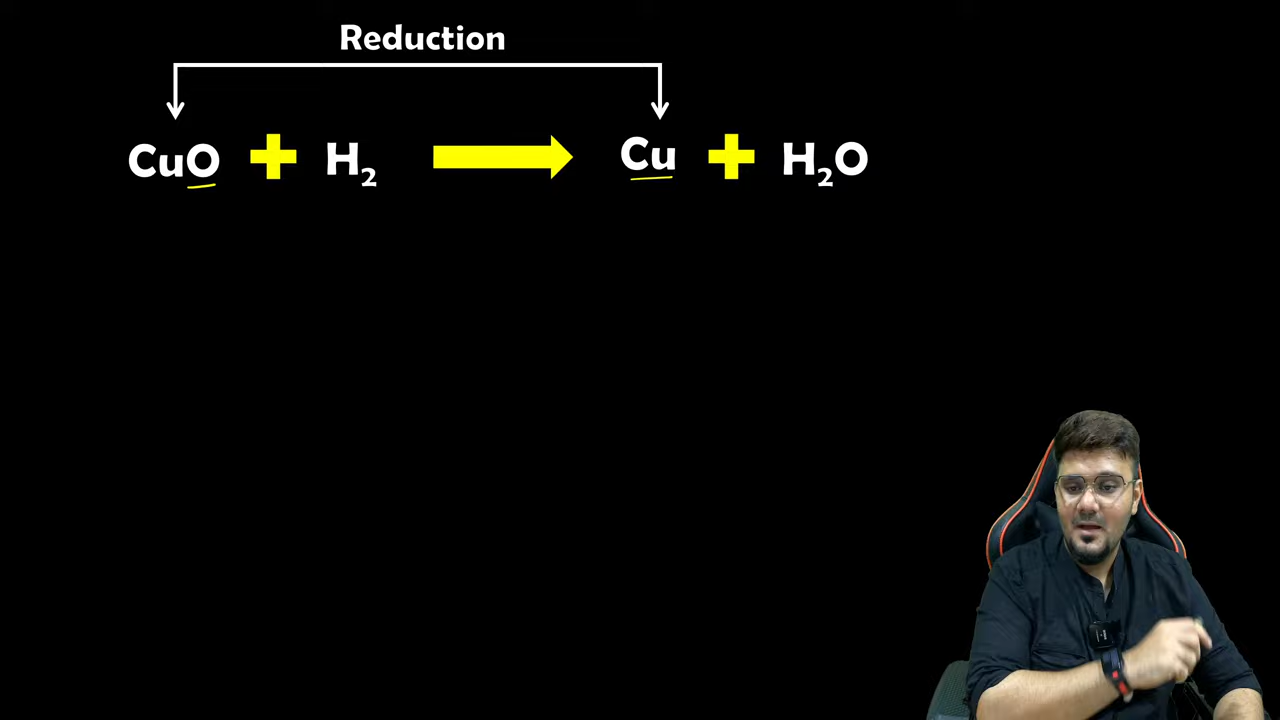 Reduction
CuO + H₂ → Cu + H₂O